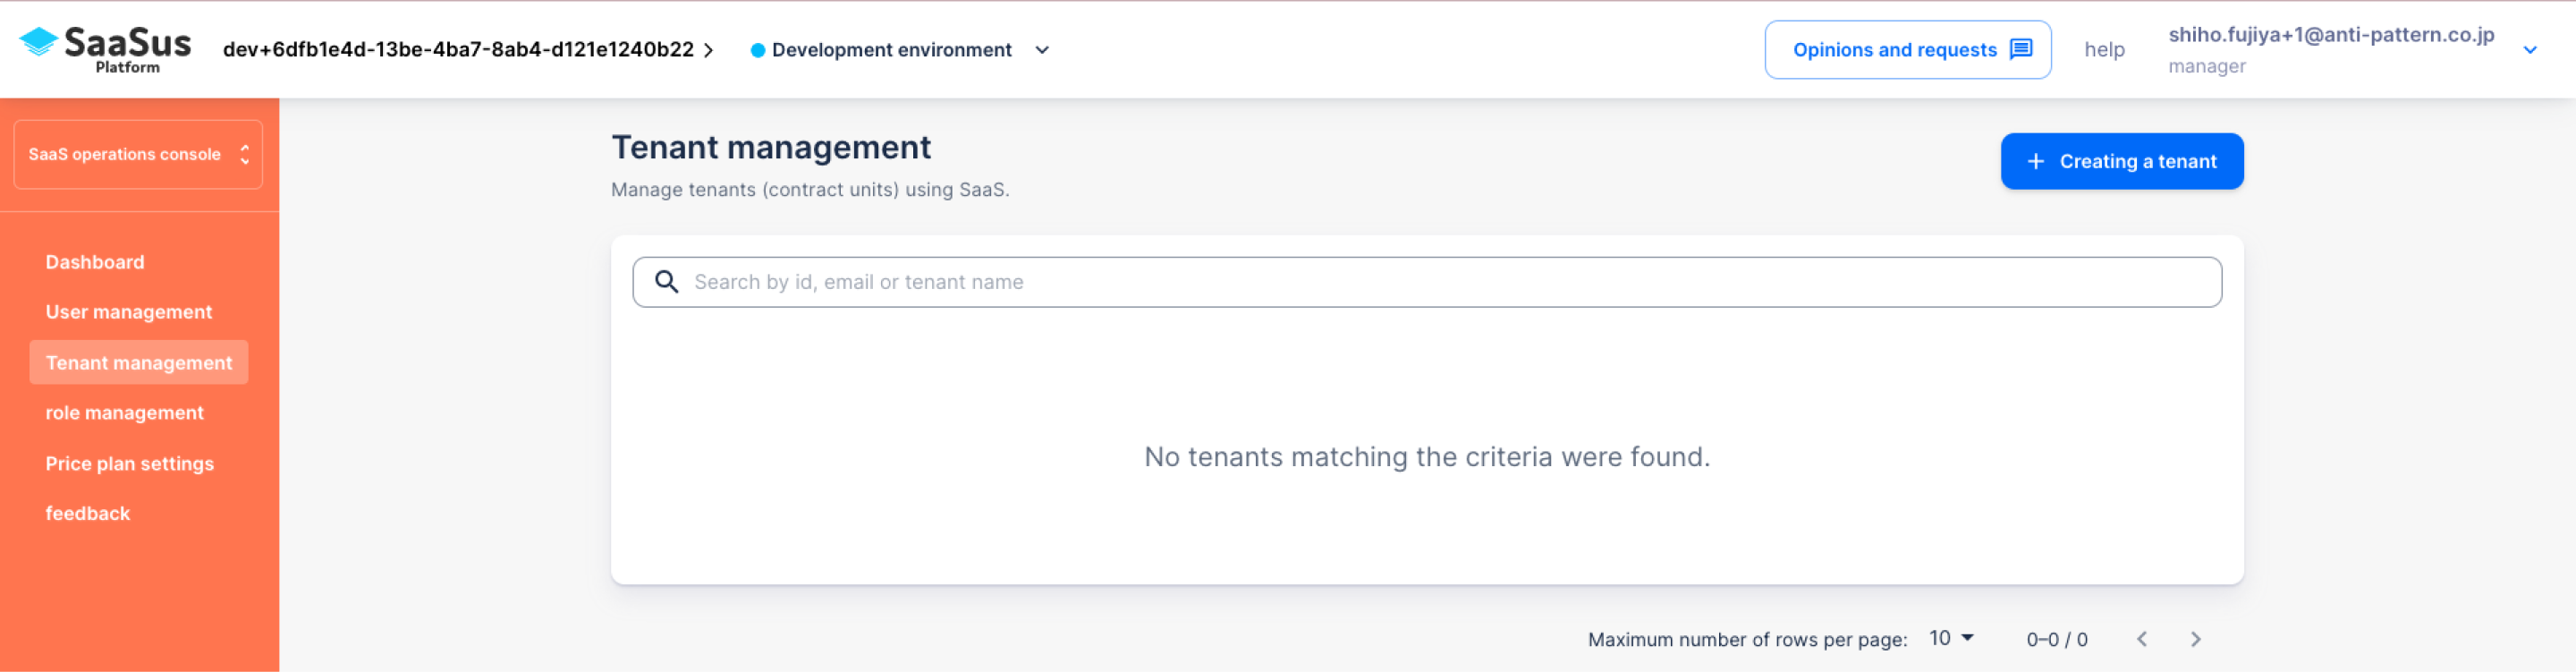 SaaSus
Platform
dev+6dfb1e4d-13be-4ba7-8ab4-d121e1240b22
Development environment
Opinions and requests
help
shiho.fujiya+1@anti-pattern.co.jp
manager
SaaS operations console
Dashboard
User management
Tenant management
role management
Price plan settings
feedback
Tenant management
Manage tenants (contract units) using SaaS.
+ Creating a tenant
Search by id, email or tenant name
No tenants matching the criteria were found.
Maximum number of rows per page: 10 0–0 / 0